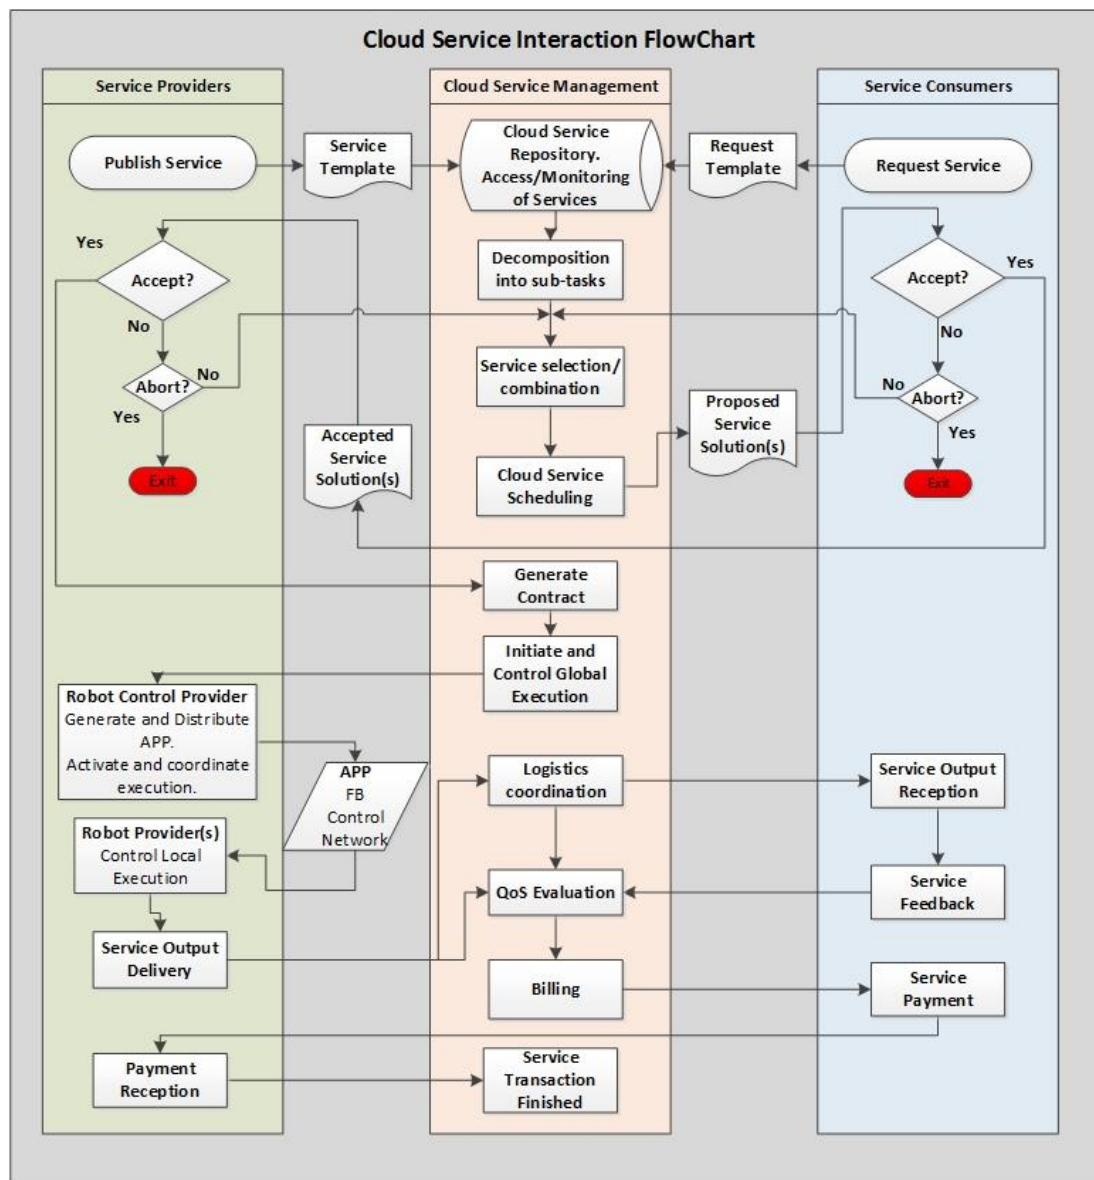 Cloud Service Interaction FlowChart
Service Providers
Cloud Service Management
Service Consumers
Publish Service
Service
Template
Cloud Service
Repository.
Access/Monitoring
of Services
Request
Template
Request Service
Yes
Accept?
No
Abort?
No
Yes
Exit
Decomposition
into sub-tasks
Service selection/
combination
Cloud Service
Scheduling
Accepted
Service
Solution(s)
Proposed
Service
Solution(s)
Accept?
Yes
No
No
Abort?
Yes
Exit
Generate
Contract
Initiate and
Control Global
Execution
Robot Control Provider
Generate and Distribute
APP.
Activate and coordinate
execution.
APP
FB
Control
Network
Logistics
coordination
Service Output
Reception
Robot Provider(s)
Control Local
Execution
QoS Evaluation
Service
Feedback
Service Output
Delivery
Billing
Service
Payment
Payment
Reception
Service
Transaction
Finished